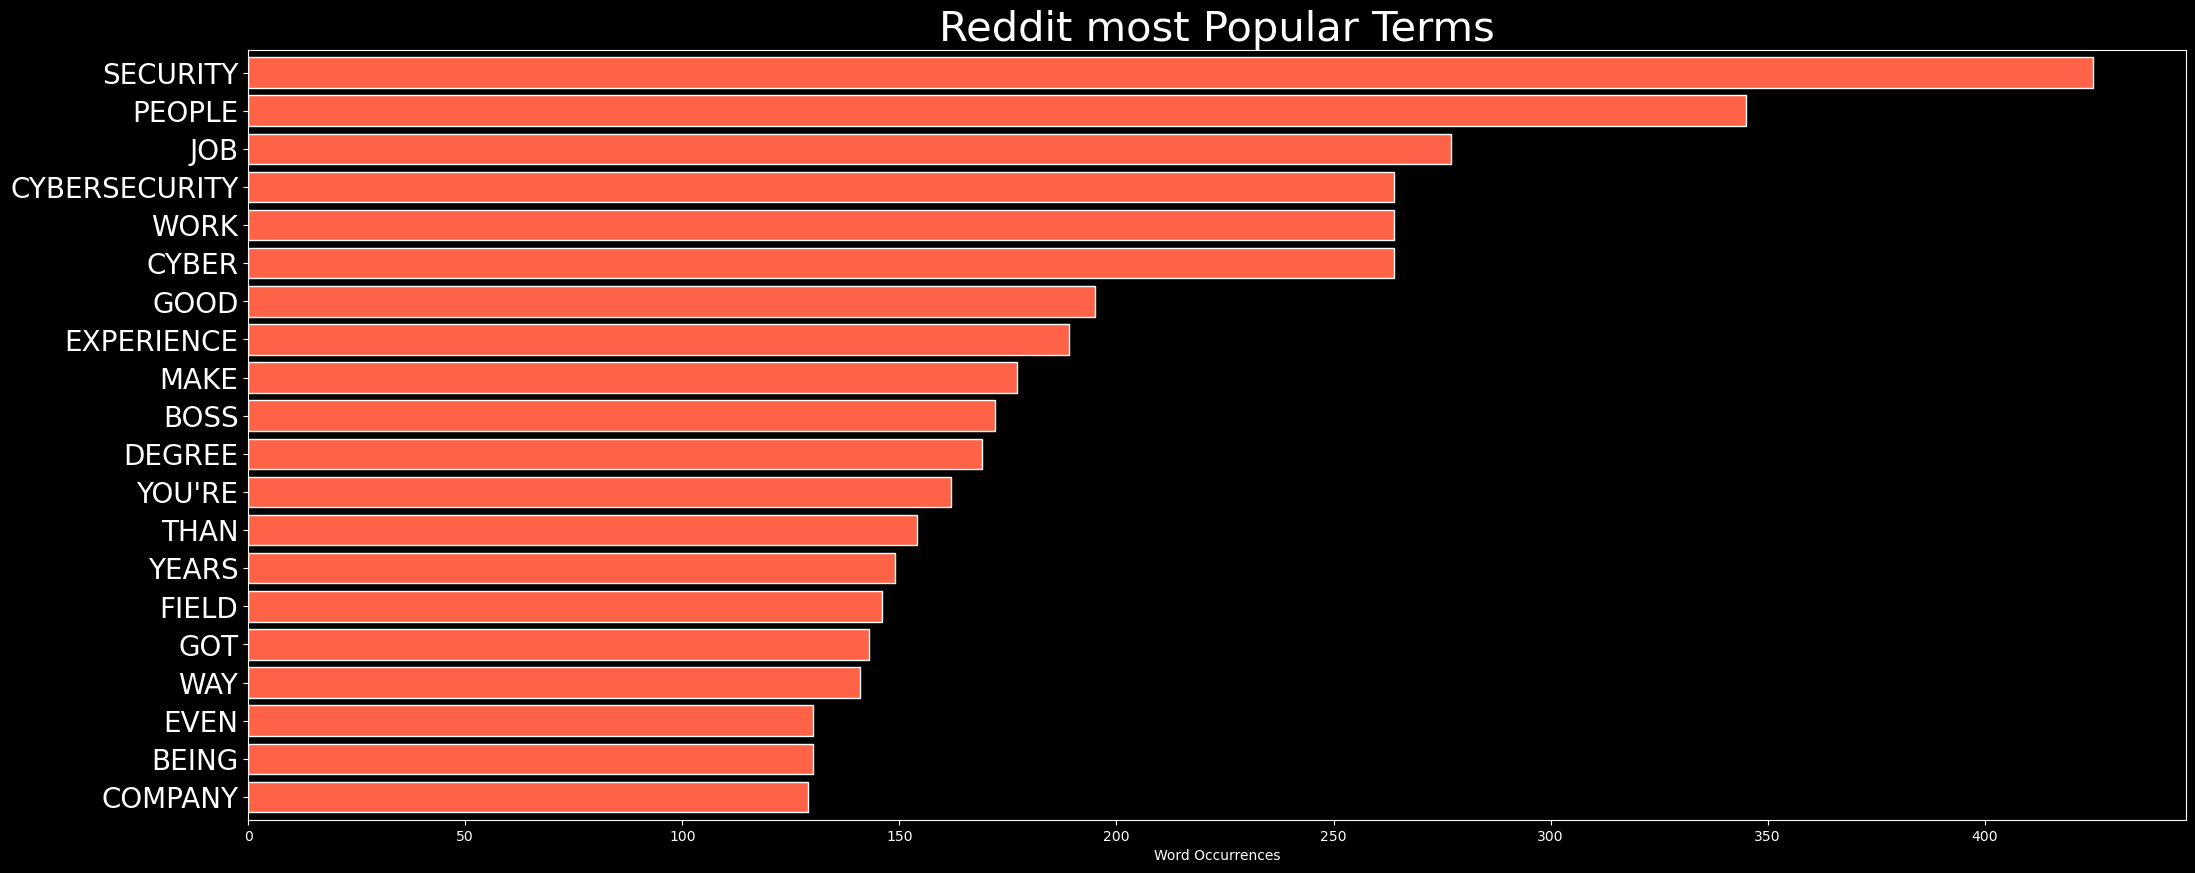 Reddit most Popular Terms
SECURITY
PEOPLE
JOB
CYBERSECURITY
WORK
CYBER
GOOD
EXPERIENCE
MAKE
BOSS
DEGREE
YOU'RE
THAN
YEARS
FIELD
GOT
WAY
EVEN
BEING
COMPANY
0 50 100 150 200 250 300 350 400
Word Occurrences